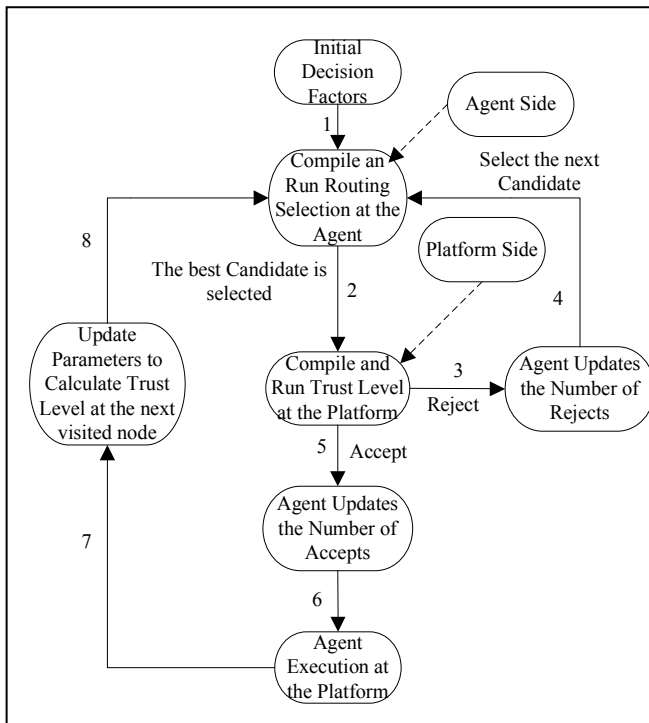 Initial
Decision
Factors
1
Agent Side
Compile an
Run Routing
Selection at the
Agent
Select the next
Candidate
8
The best Candidate is
selected
2
Platform Side
4
Update
Parameters to
Calculate Trust
Level at the next
visited node
Compile and
Run Trust Level
at the Platform
3
Reject
Agent Updates
the Number of
Rejects
5
Accept
Agent Updates
the Number of
Accepts
7
6
Agent
Execution at
the Platform